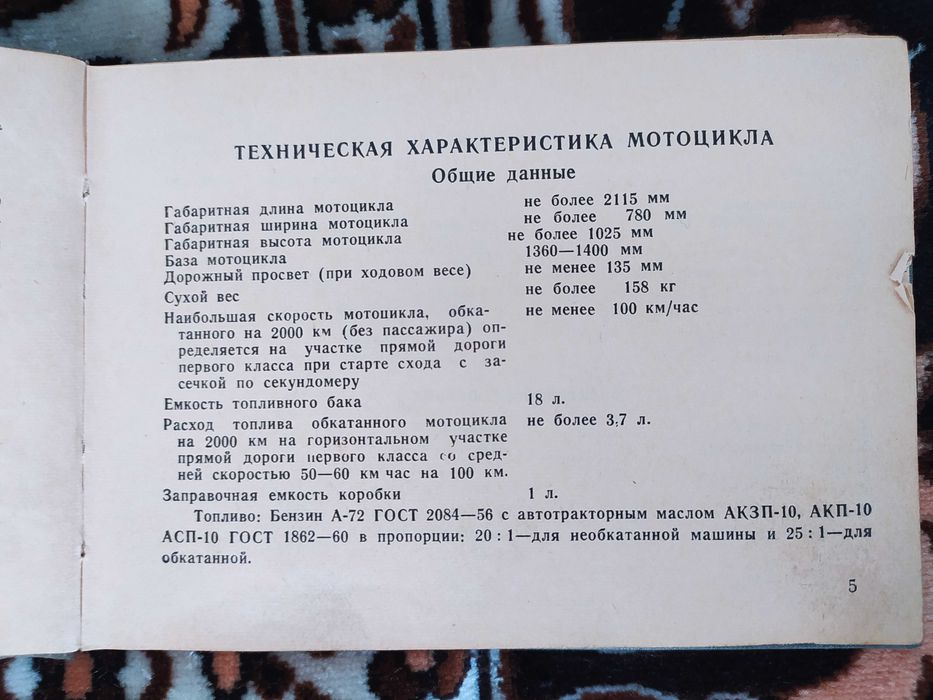 ТЕХНИЧЕСКАЯ ХАРАКТЕРИСТИКА МОТОЦИКЛА
Общие данные
Габаритная длина мотоцикла не более 2115 мм
Габаритная ширина мотоцикла не более 780 мм
Габаритная высота мотоцикла не более 1025 мм
База мотоцикла 1360—1400 мм
Дорожный просвет (при ходовом весе) не менее 135 мм
Сухой вес не более 158 кг
Наибольшая скорость мотоцикла, обка- не менее 100 км/час
танного на 2000 км (без пассажира) оп-
ределяется на участке прямой дороги
первого класса при старте схода с за-
сечкой по секундомеру
Емкость топливного бака 18 л.
Расход топлива обкатанного мотоцикла не более 3,7 л.
на 2000 км на горизонтальном участке
прямой дороги первого класса со сред-
ней скоростью 50—60 км час на 100 км.
Заправочная емкость коробки 1 л.
Топливо: Бензин А-72 ГОСТ 2084—56 с автотракторным маслом АКЗП-10, АКП-10
АСП-10 ГОСТ 1862—60 в пропорции: 20 : 1—для необкатанной машины и 25 : 1—для
обкатанной.
5